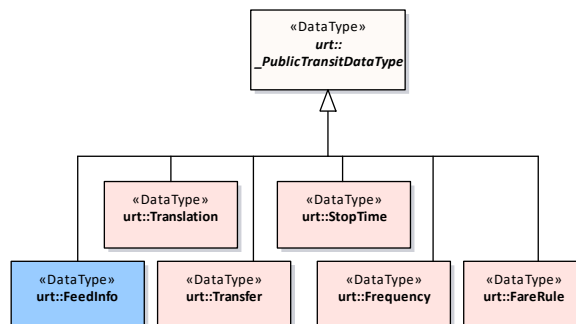 «DataType»
urt::
_PublicTransitDataType
«DataType»
urt::Translation
«DataType»
urt::StopTime
«DataType»
urt::FeedInfo
«DataType»
urt::Transfer
«DataType»
urt::Frequency
«DataType»
urt::FareRule